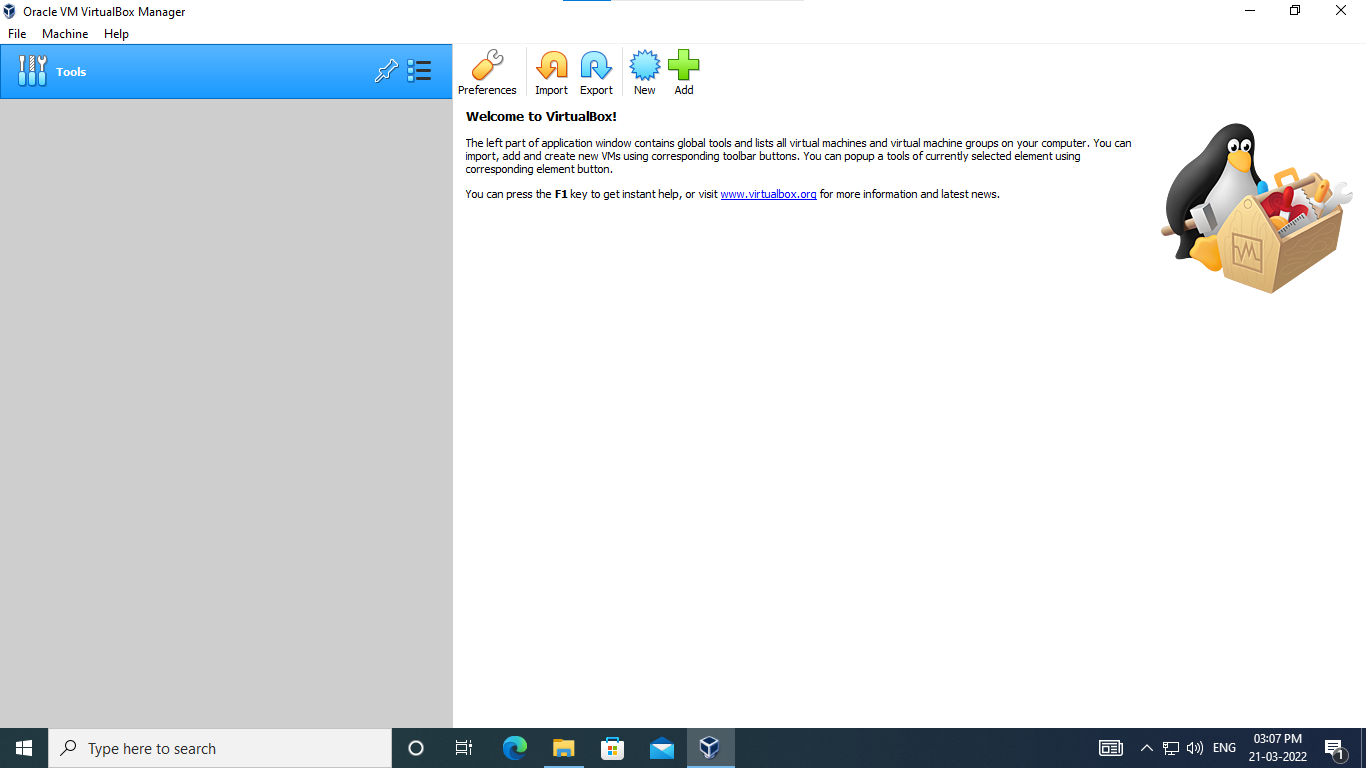 Oracle VM VirtualBox Manager
File Machine Help
Tools
Preferences Import Export New Add
Welcome to VirtualBox!
The left part of application window contains global tools and lists all virtual machines and virtual machine groups on your computer. You can
import, add and create new VMs using corresponding toolbar buttons. You can popup a tools of currently selected element using
corresponding element button.
You can press the F1 key to get instant help, or visit www.virtualbox.org for more information and latest news.
Type here to search
ENG
03:07 PM
21-03-2022
1